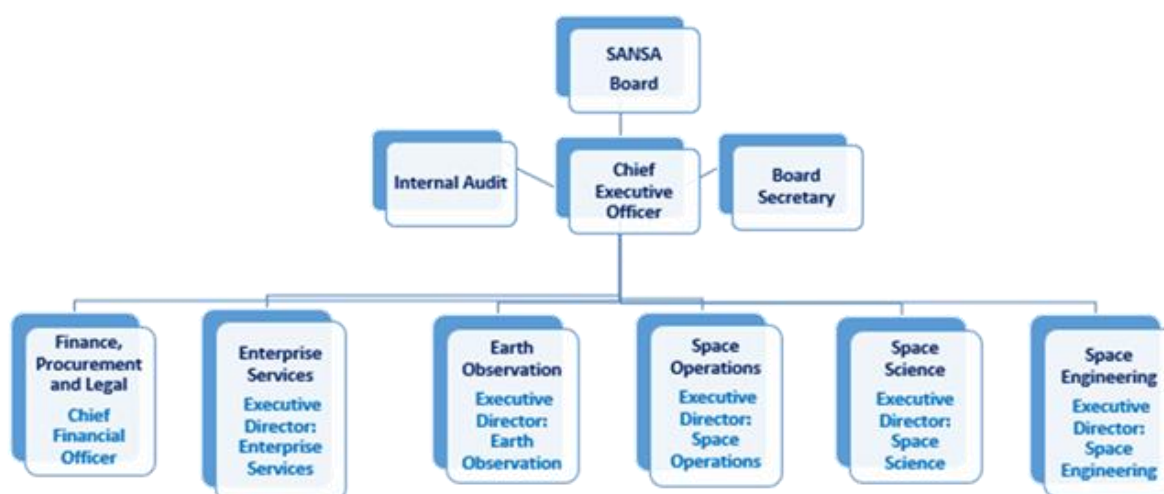 SANSA
Board
Internal Audit
Chief
Executive
Officer
Board
Secretary
Finance,
Procurement
and Legal
Chief
Financial
Officer
Enterprise
Services
Executive
Director:
Enterprise
Services
Earth
Observation
Executive
Director:
Earth
Observation
Space
Operations
Executive
Director:
Space
Operations
Space
Science
Executive
Director:
Space
Science
Space
Engineering
Executive
Director:
Space
Engineering